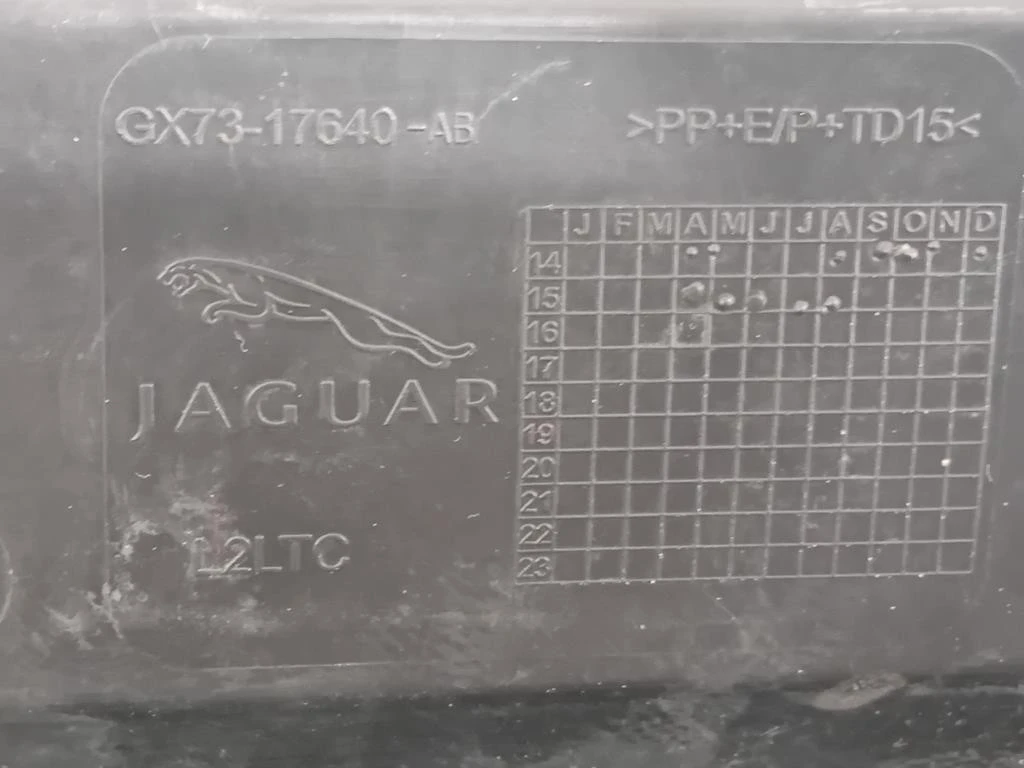 GX73-17640-AB >PP+E/P+TD15<
J F M A M J J A S O N D
14
15
16
17
18
19
20
21
22
23
JAGUAR
L2LTC